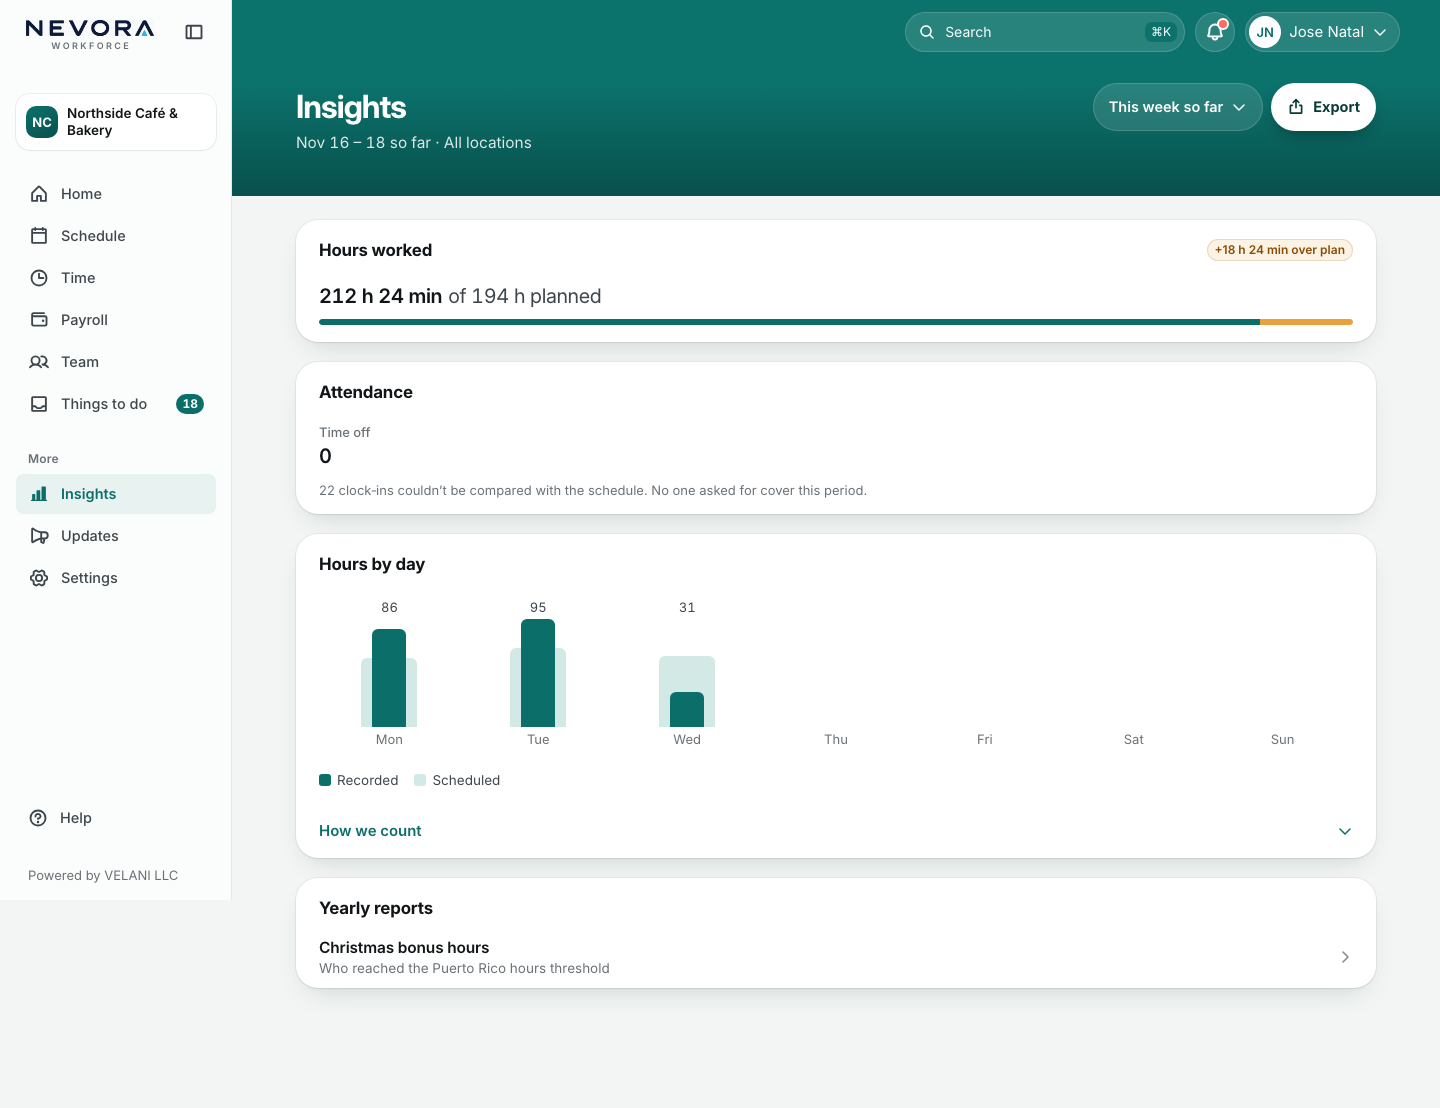 NEVORA
WORKFORCE
Search
⌘K
JN
Jose Natal
NC
Northside Café &
Bakery
Insights
Nov 16 – 18 so far · All locations
This week so far
Export
Home
Schedule
Time
Payroll
Team
Things to do
18
More
Insights
Updates
Settings
Help
Powered by VELANI LLC
Hours worked
+18 h 24 min over plan
212 h 24 min of 194 h planned
Attendance
Time off
0
22 clock-ins couldn’t be compared with the schedule. No one asked for cover this period.
Hours by day
86
95
31
Mon
Tue
Wed
Thu
Fri
Sat
Sun
Recorded
Scheduled
How we count
Yearly reports
Christmas bonus hours
Who reached the Puerto Rico hours threshold